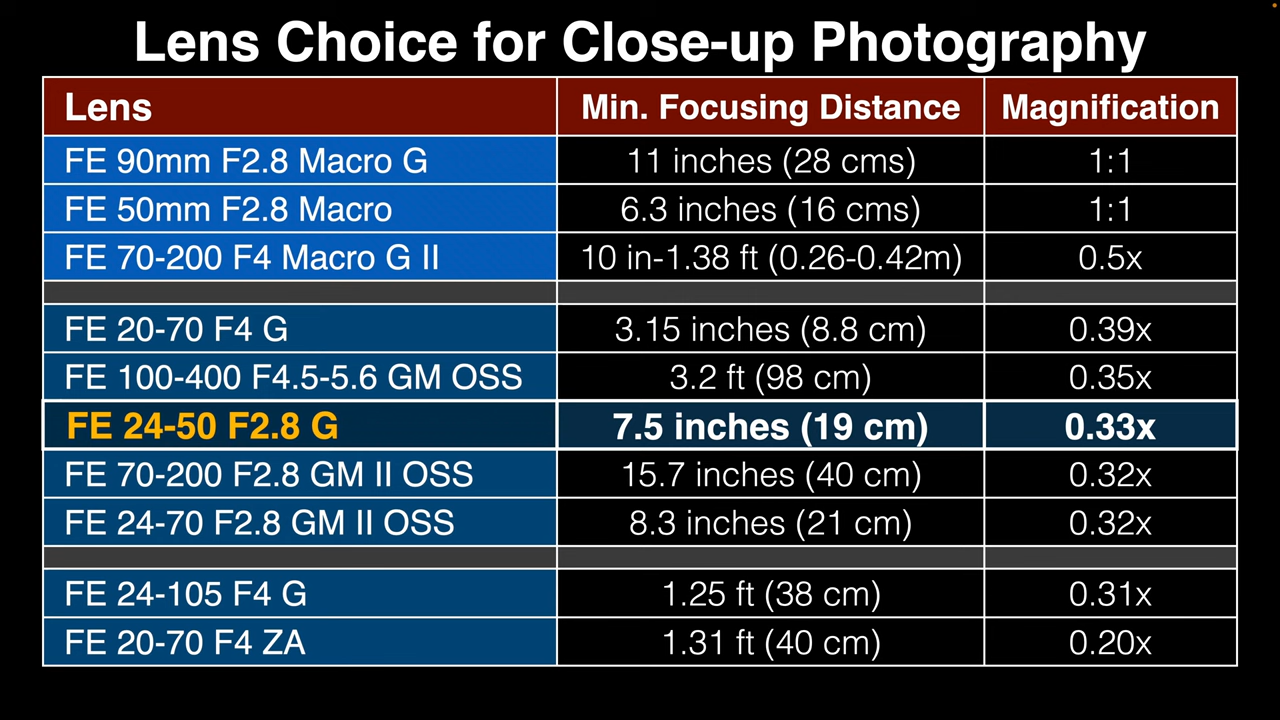 Lens Choice for Close-up Photography
Lens Min. Focusing Distance Magnification
FE 90mm F2.8 Macro G 11 inches (28 cms) 1:1
FE 50mm F2.8 Macro 6.3 inches (16 cms) 1:1
FE 70-200 F4 Macro G II 10 in-1.38 ft (0.26-0.42m) 0.5x
FE 20-70 F4 G 3.15 inches (8.8 cm) 0.39x
FE 100-400 F4.5-5.6 GM OSS 3.2 ft (98 cm) 0.35x
FE 24-50 F2.8 G 7.5 inches (19 cm) 0.33x
FE 70-200 F2.8 GM II OSS 15.7 inches (40 cm) 0.32x
FE 24-70 F2.8 GM II OSS 8.3 inches (21 cm) 0.32x
FE 24-105 F4 G 1.25 ft (38 cm) 0.31x
FE 20-70 F4 ZA 1.31 ft (40 cm) 0.20x